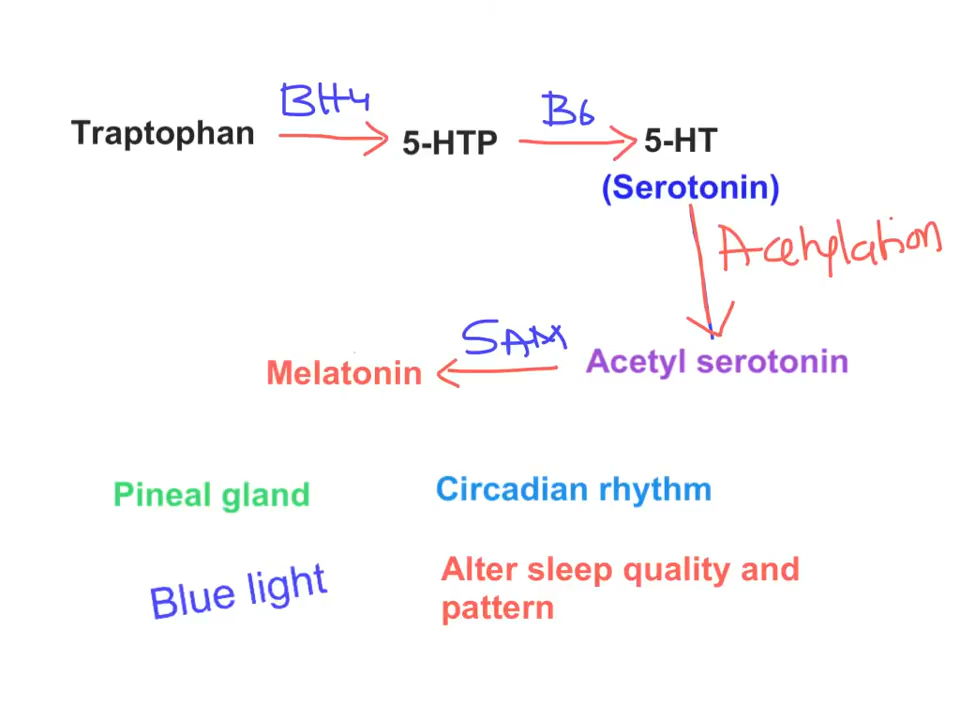 BH4
B6
Traptophan
5-HTP
5-HT
(Serotonin)
Acetylation
SAM
Melatonin
Acetyl serotonin
Pineal gland
Circadian rhythm
Blue light
Alter sleep quality and
pattern